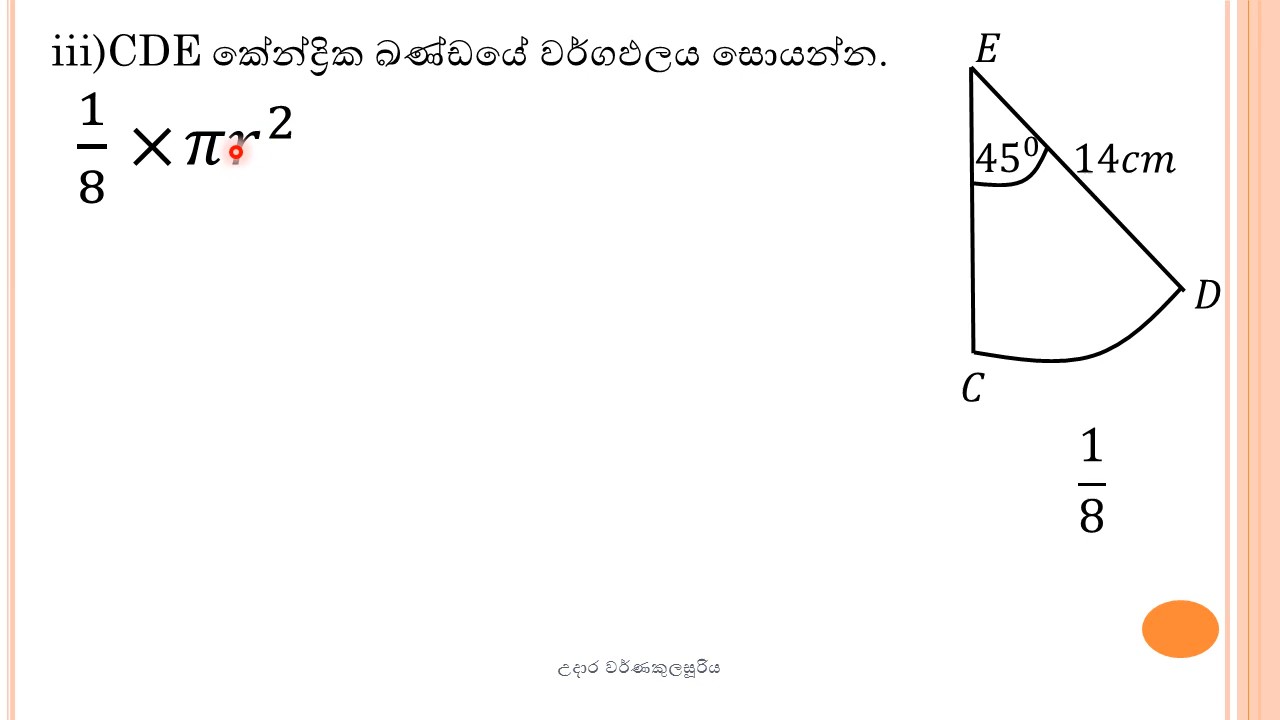 iii)CDE කේන්ද්‍රික ඛණ්ඩයේ වර්ගඵලය සොයන්න.
1/8 × πr²
E
45⁰
14cm
D
C
1/8
උදාර වර්ණකුලසූරිය